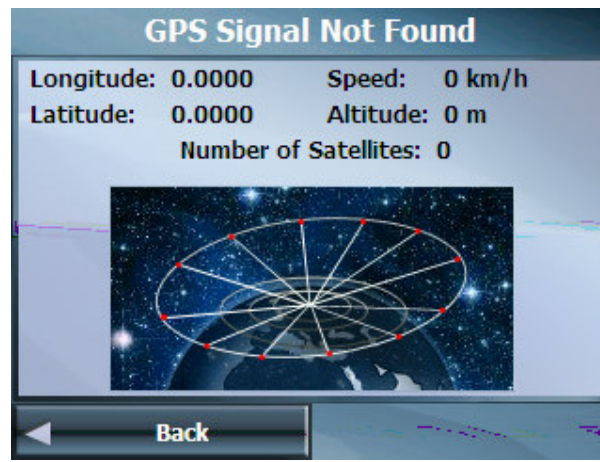 GPS Signal Not Found
Longitude: 0.0000 Speed: 0 km/h
Latitude: 0.0000 Altitude: 0 m
Number of Satellites: 0
Back